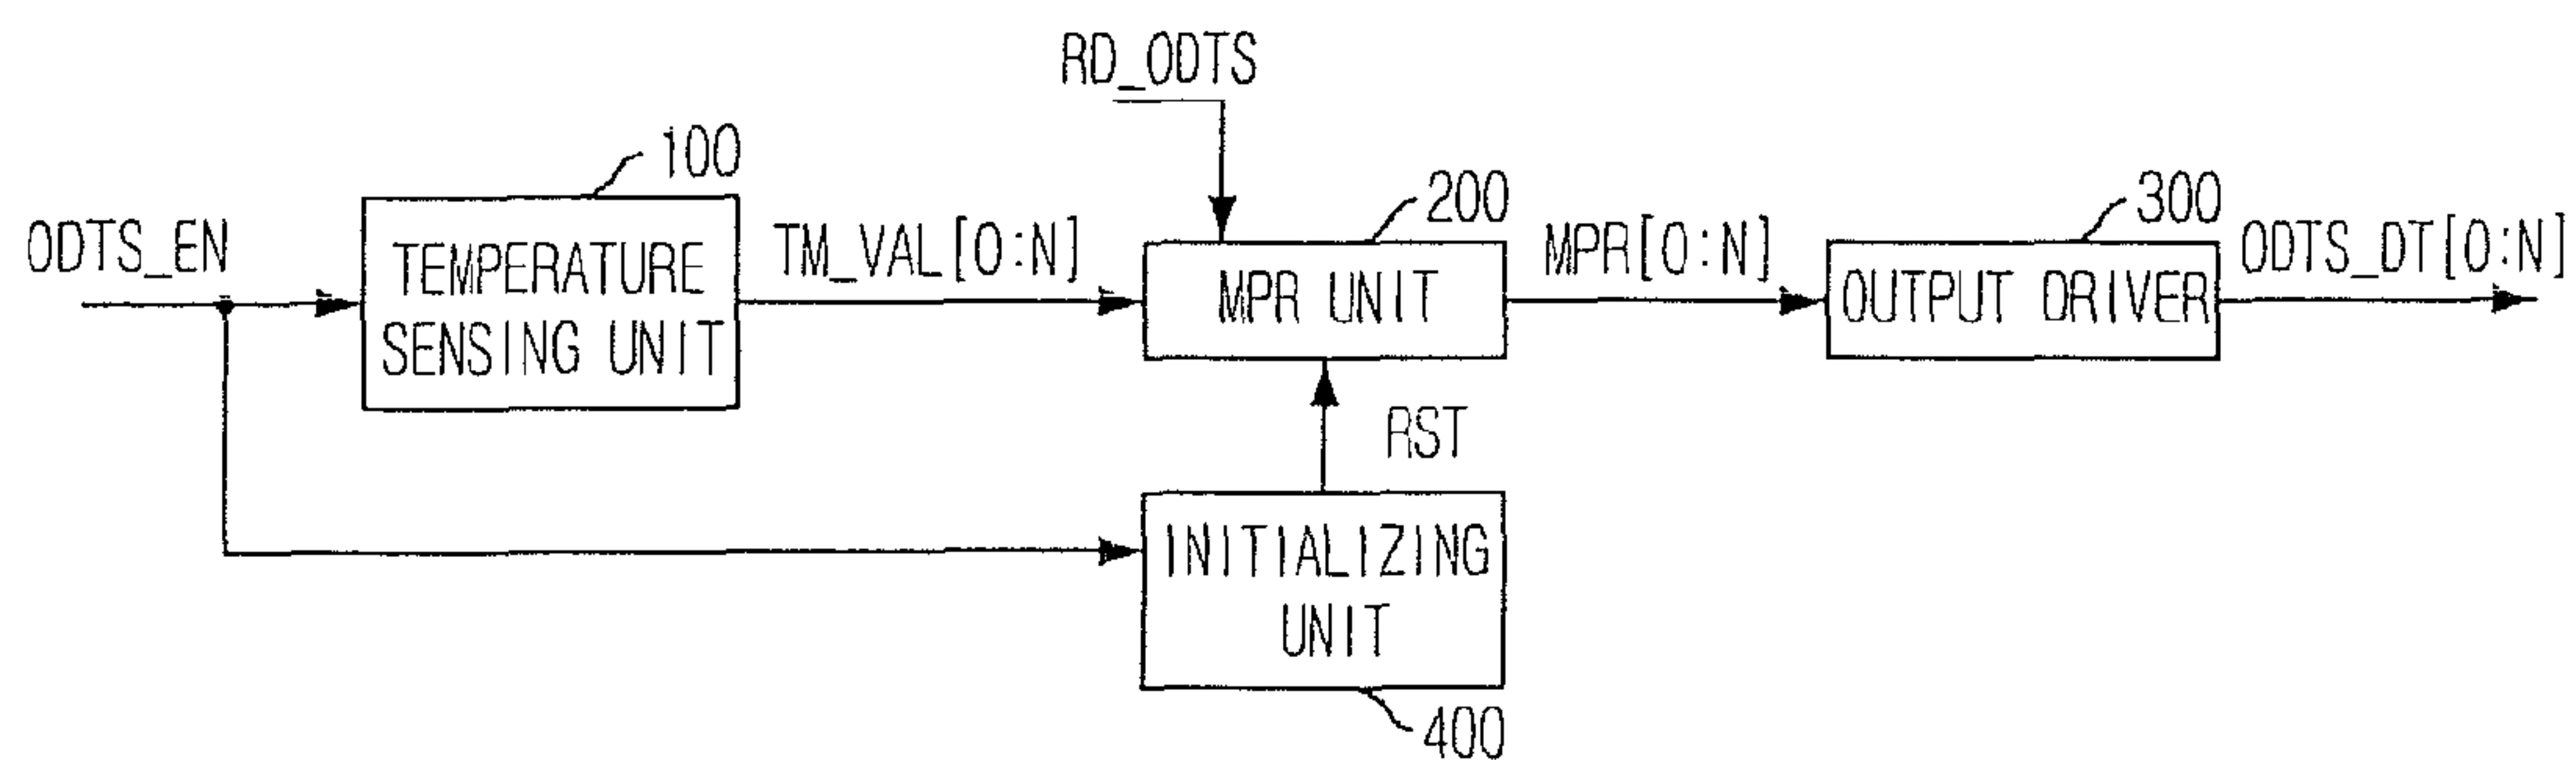 RD_ODTS
100
200
300
ODTS_EN
TEMPERATURE
SENSING UNIT
TM_VAL[0:N]
MPR UNIT
MPR[0:N]
OUTPUT DRIVER
ODTS_DT[0:N]
RST
INITIALIZING
UNIT
400